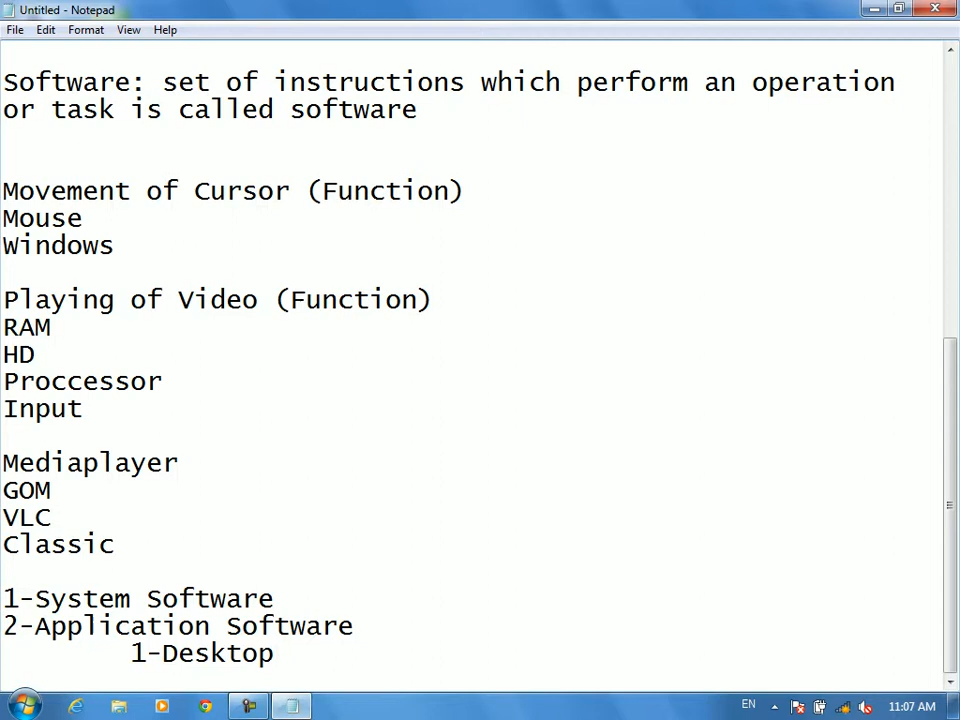 Untitled - Notepad
File Edit Format View Help
Software: set of instructions which perform an operation
or task is called software
Movement of Cursor (Function)
Mouse
Windows
Playing of Video (Function)
RAM
HD
Proccessor
Input
Mediaplayer
GOM
VLC
Classic
1-System Software
2-Application Software
1-Desktop
EN 11:07 AM